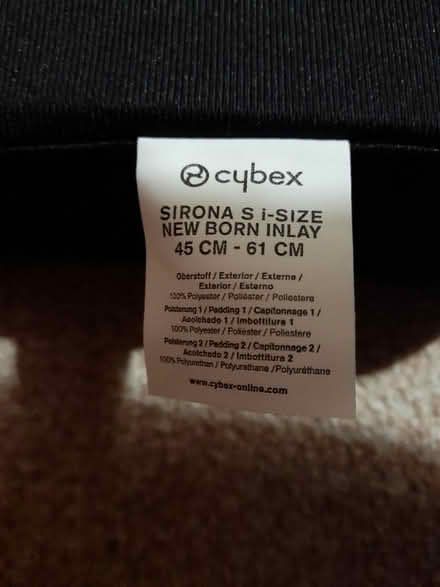 cybex
SIRONA S i-SIZE
NEW BORN INLAY
45 CM - 61 CM
Oberstoff / Exterior / Externe /
Exterior / Esterno
100% Polyester / Poliéster / Poliestere
Polsterung 1 / Padding 1 / Capitonnage 1 /
Acolchado 1 / Imbottitura 1
100% Polyester / Poliéster / Poliestere
Polsterung 2 / Padding 2 / Capitonnage 2 /
Acolchado 2 / Imbottitura 2
100% Polyurethan / Polyurethane / Polyuréthane
www.cybex-online.com